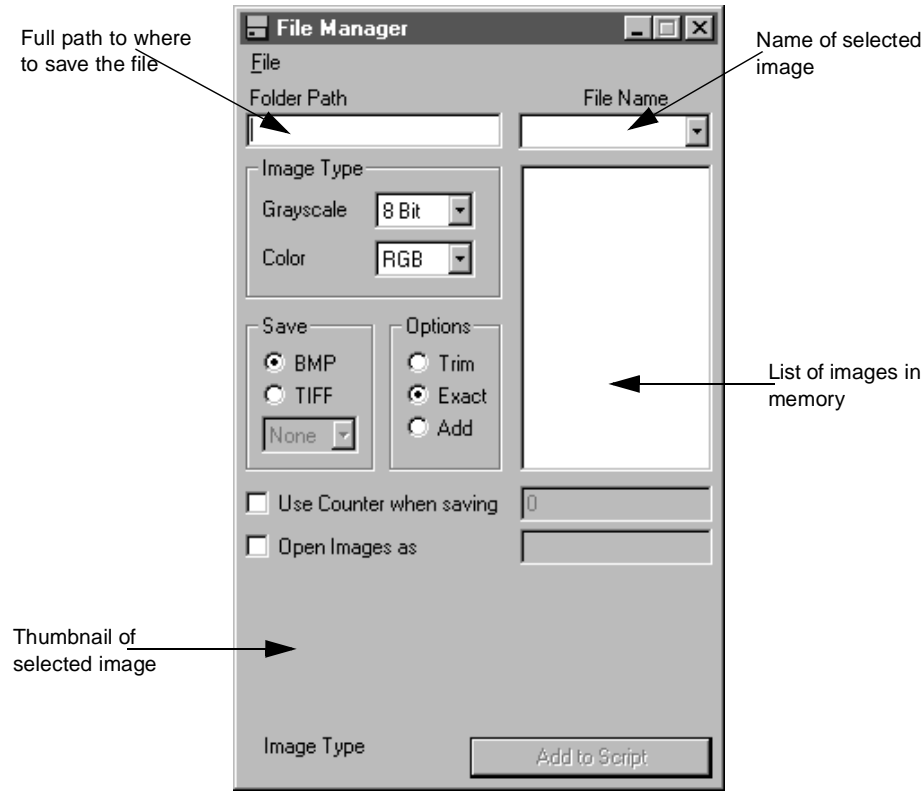 Full path to where
to save the file
File Manager
Name of selected
image
File
Folder Path
File Name
Image Type
Grayscale
8 Bit
Color
RGB
Save
BMP
TIFF
None
Options
Trim
Exact
Add
List of images in
memory
Use Counter when saving
0
Open Images as
Thumbnail of
selected image
Image Type
Add to Script